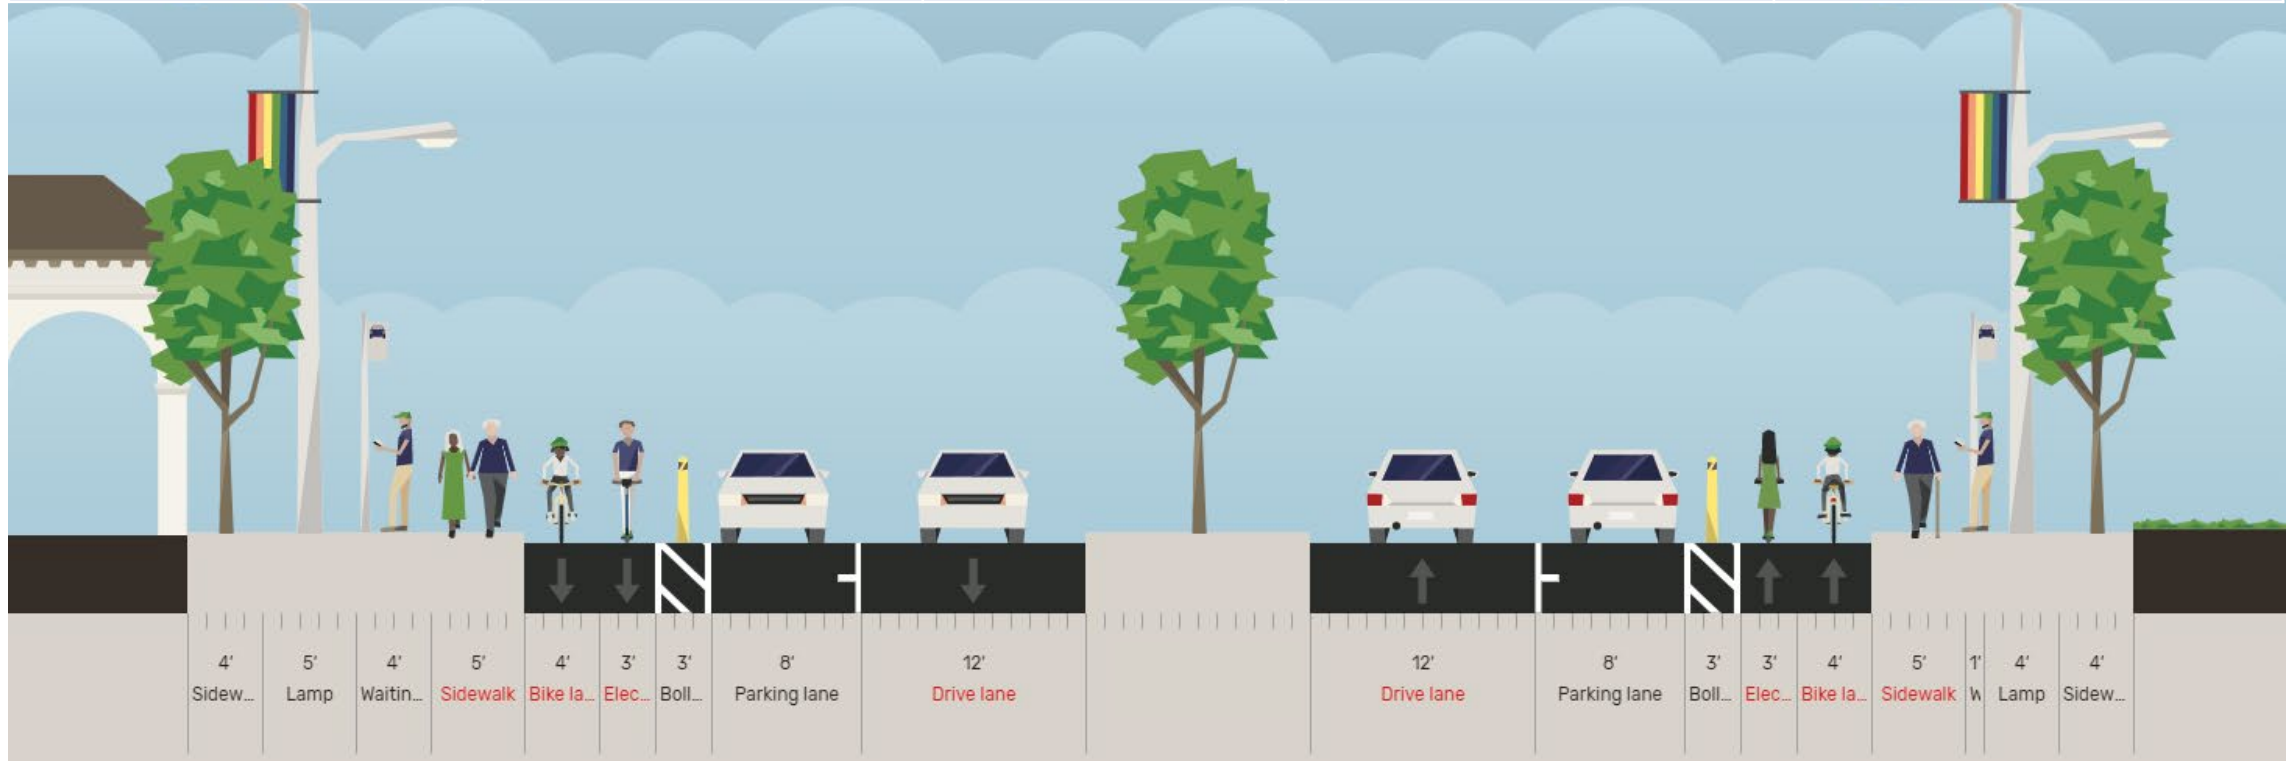 4' 5' 4' 5' 4' 3' 3' 8' 12' 12' 8' 3' 3' 4' 5' 1' 4' 4'
Sidew... Lamp Waitin... Sidewalk Bike la... Elec... Boll... Parking lane Drive lane Drive lane Parking lane Boll... Elec... Bike la... Sidewalk W Lamp Sidew...